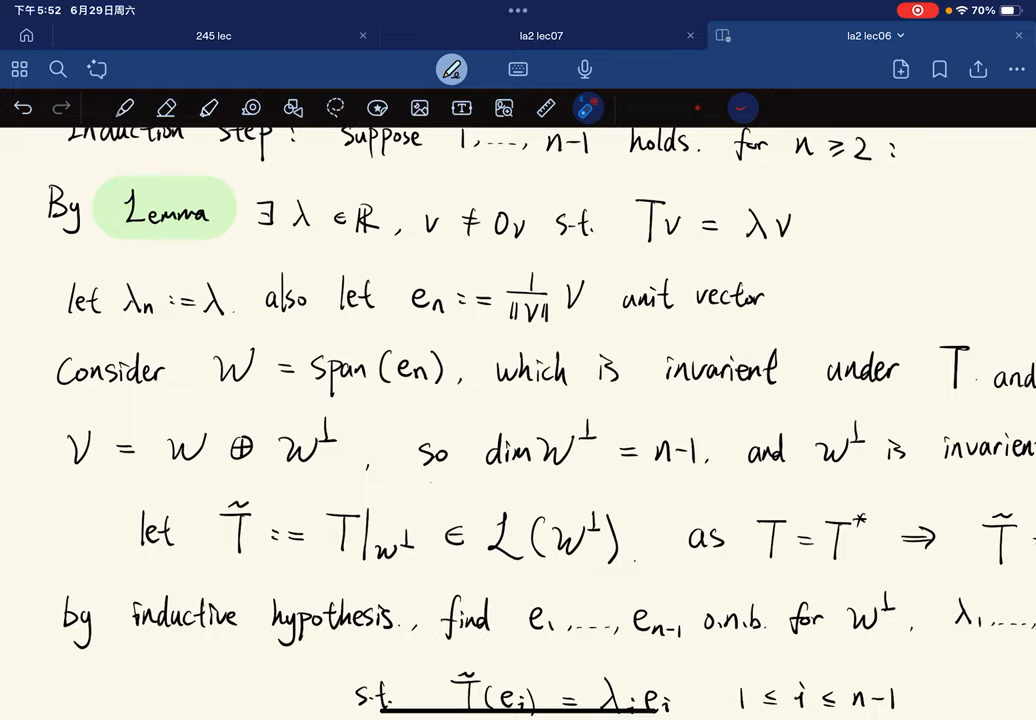 下午5:52 6月29日周六
70%
245 lec
la2 lec07
la2 lec06
Induction step: Suppose 1,..., n-1 holds. for n ≥ 2 :
By Lemma ∃ λ ∈ ℝ, v ≠ 0v s.t. Tv = λv
let λn := λ. also let en := 1/‖v‖ v unit vector
Consider W = span(en), which is invarient under T. and
V = W ⊕ W⊥, so dim W⊥ = n-1, and W⊥ is invarien
let T̃ := T|W⊥ ∈ ℒ(W⊥). as T = T* ⇒ T̃
by inductive hypothesis., find e1,....., en-1 o.n.b. for W⊥, λ1,.....
s.t. T̃(ei) = λi ei 1 ≤ i ≤ n-1